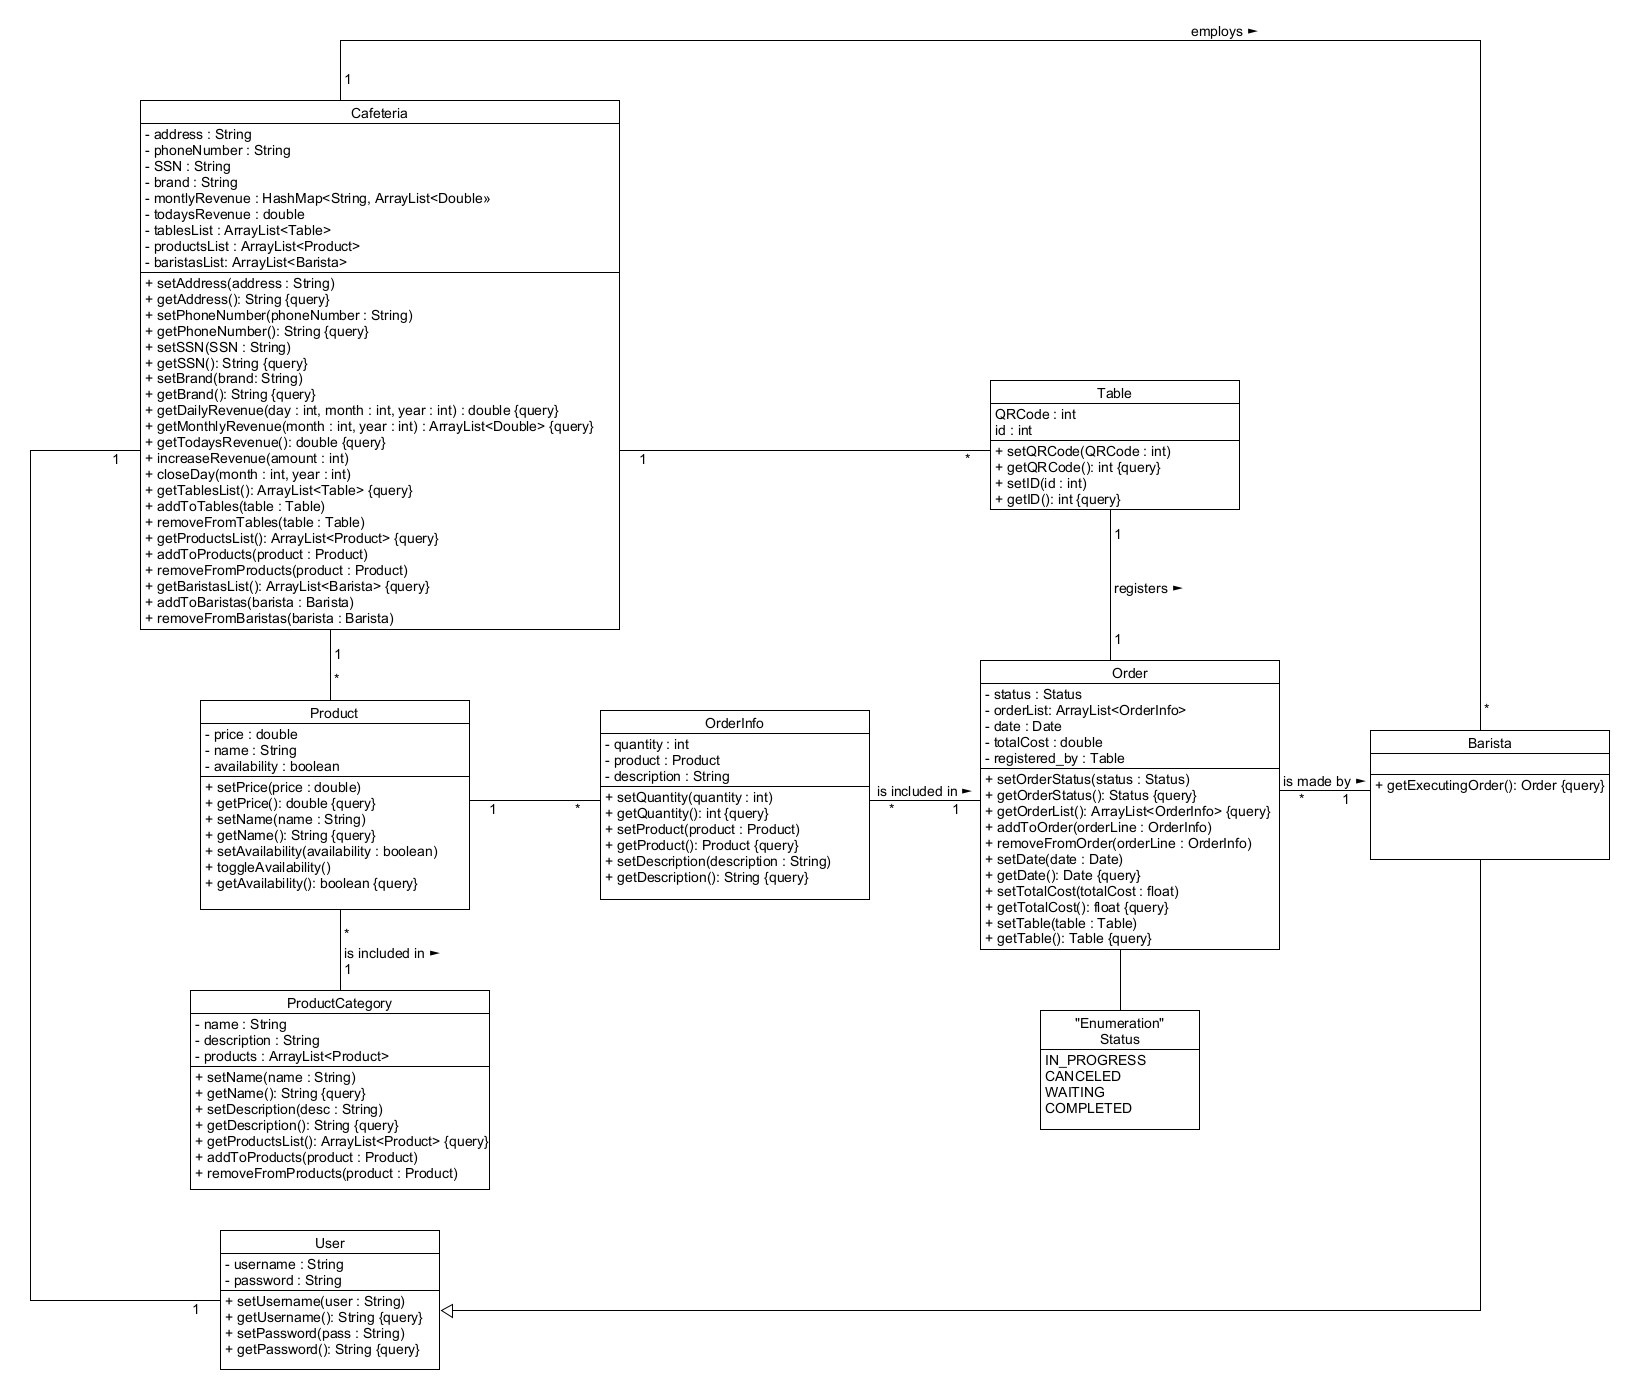 employs ►
1
Cafeteria
- address : String
- phoneNumber : String
- SSN : String
- brand : String
- montlyRevenue : HashMap<String, ArrayList<Double»
- todaysRevenue : double
- tablesList : ArrayList<Table>
- productsList : ArrayList<Product>
- baristasList: ArrayList<Barista>
+ setAddress(address : String)
+ getAddress(): String {query}
+ setPhoneNumber(phoneNumber : String)
+ getPhoneNumber(): String {query}
+ setSSN(SSN : String)
+ getSSN(): String {query}
+ setBrand(brand: String)
+ getBrand(): String {query}
+ getDailyRevenue(day : int, month : int, year : int) : double {query}
+ getMonthlyRevenue(month : int, year : int) : ArrayList<Double> {query}
+ getTodaysRevenue(): double {query}
+ increaseRevenue(amount : int)
+ closeDay(month : int, year : int)
+ getTablesList(): ArrayList<Table> {query}
+ addToTables(table : Table)
+ removeFromTables(table : Table)
+ getProductsList(): ArrayList<Product> {query}
+ addToProducts(product : Product)
+ removeFromProducts(product : Product)
+ getBaristasList(): ArrayList<Barista> {query}
+ addToBaristas(barista : Barista)
+ removeFromBaristas(barista : Barista)
1
1
*
Table
QRCode : int
id : int
+ setQRCode(QRCode : int)
+ getQRCode(): int {query}
+ setID(id : int)
+ getID(): int {query}
1
registers ►
1
1
*
Product
- price : double
- name : String
- availability : boolean
+ setPrice(price : double)
+ getPrice(): double {query}
+ setName(name : String)
+ getName(): String {query}
+ setAvailability(availability : boolean)
+ toggleAvailability()
+ getAvailability(): boolean {query}
1
*
OrderInfo
- quantity : int
- product : Product
- description : String
+ setQuantity(quantity : int)
+ getQuantity(): int {query}
+ setProduct(product : Product)
+ getProduct(): Product {query}
+ setDescription(description : String)
+ getDescription(): String {query}
is included in ►
*
1
Order
- status : Status
- orderList: ArrayList<OrderInfo>
- date : Date
- totalCost : double
- registered_by : Table
+ setOrderStatus(status : Status)
+ getOrderStatus(): Status {query}
+ getOrderList(): ArrayList<OrderInfo> {query}
+ addToOrder(orderLine : OrderInfo)
+ removeFromOrder(orderLine : OrderInfo)
+ setDate(date : Date)
+ getDate(): Date {query}
+ setTotalCost(totalCost : float)
+ getTotalCost(): float {query}
+ setTable(table : Table)
+ getTable(): Table {query}
is made by ►
*
1
*
Barista
+ getExecutingOrder(): Order {query}
*
is included in ►
1
ProductCategory
- name : String
- description : String
- products : ArrayList<Product>
+ setName(name : String)
+ getName(): String {query}
+ setDescription(desc : String)
+ getDescription(): String {query}
+ getProductsList(): ArrayList<Product> {query}
+ addToProducts(product : Product)
+ removeFromProducts(product : Product)
"Enumeration"
Status
IN_PROGRESS
CANCELED
WAITING
COMPLETED
User
- username : String
- password : String
+ setUsername(user : String)
+ getUsername(): String {query}
+ setPassword(pass : String)
+ getPassword(): String {query}
1